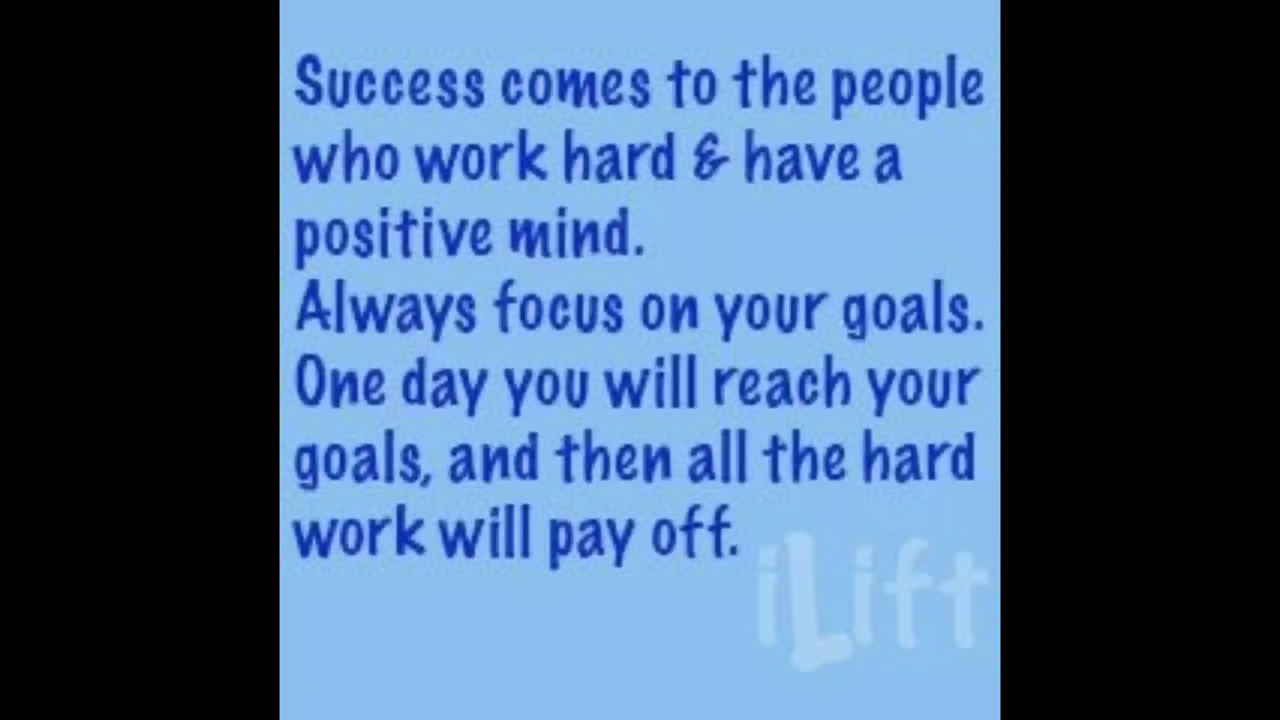 Success comes to the people
who work hard & have a
positive mind.
Always focus on your goals.
One day you will reach your
goals, and then all the hard
work will pay off.
iLift